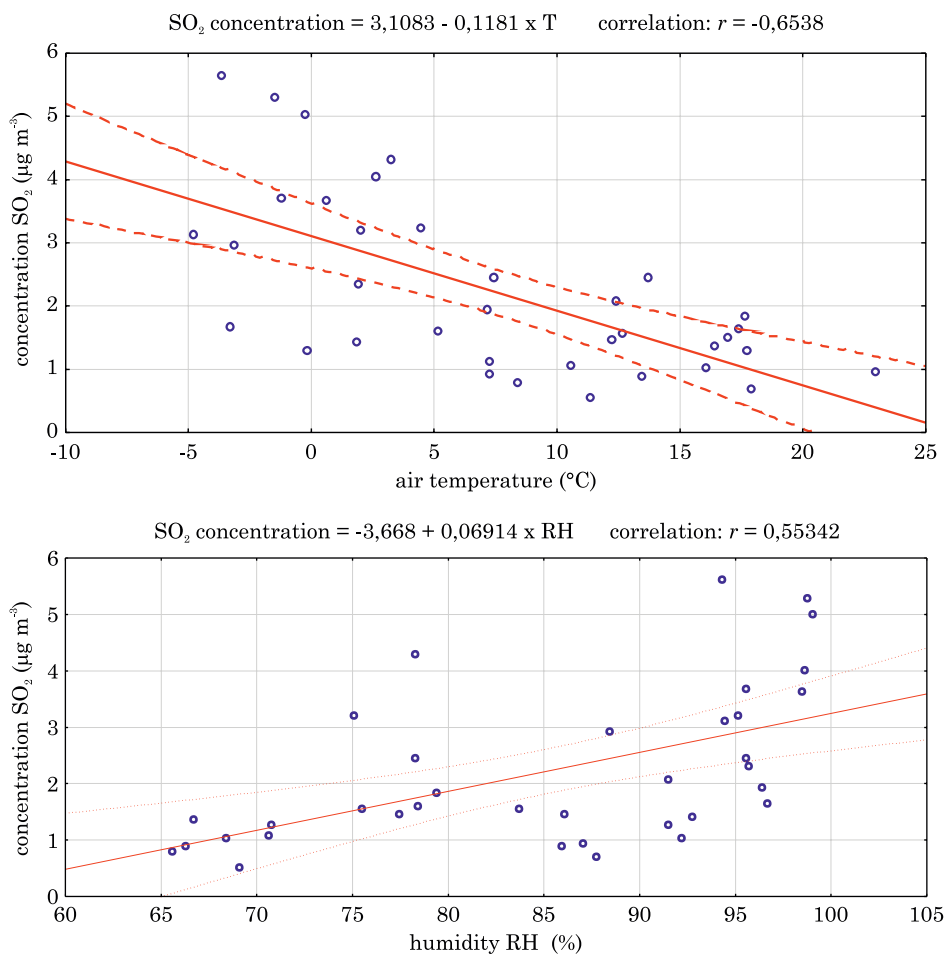 SO₂ concentration = 3,1083 - 0,1181 x T correlation: r = -0,6538
concentration SO₂ (µg m⁻³)
6
5
4
3
2
1
0
-10 -5 0 5 10 15 20 25
air temperature (°C)
SO₂ concentration = -3,668 + 0,06914 x RH correlation: r = 0,55342
concentration SO₂ (µg m⁻³)
6
5
4
3
2
1
0
60 65 70 75 80 85 90 95 100 105
humidity RH (%)